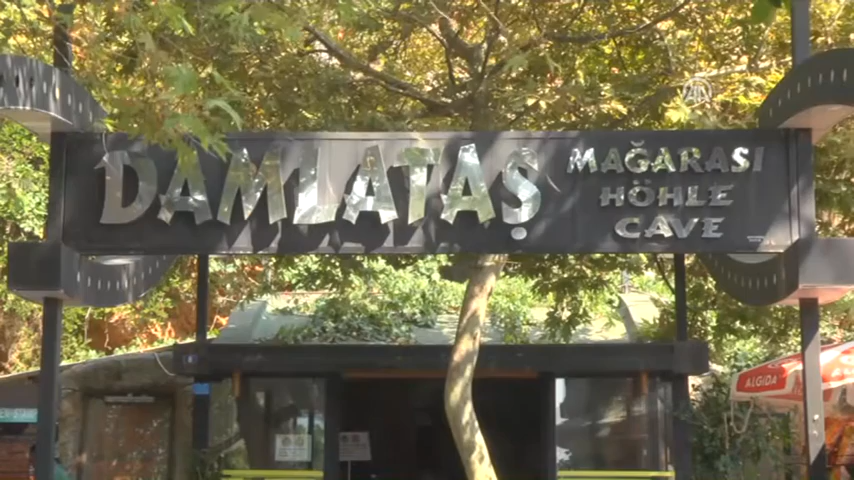 DAMLATAŞ
MAĞARASI
HÖHLE
CAVE
ALGIDA